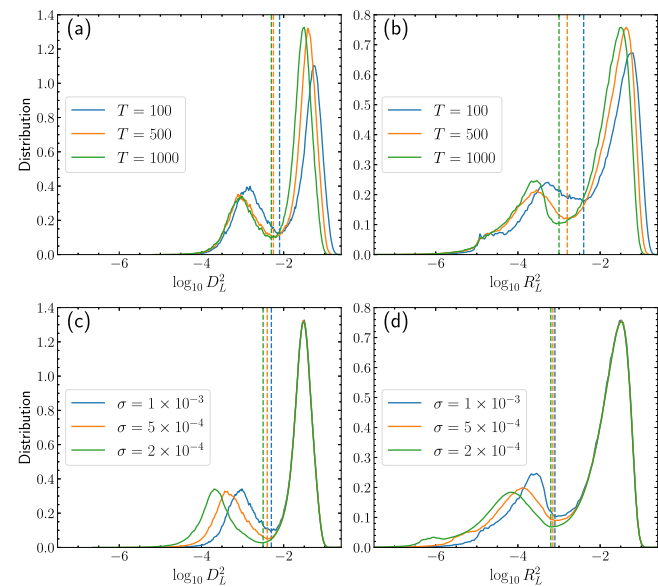 (a)
Distribution
1.4
1.2
1.0
0.8
0.6
0.4
0.2
0.0
T = 100
T = 500
T = 1000
−6 −4 −2
log₁₀ D²_L
(b)
0.8
0.7
0.6
0.5
0.4
0.3
0.2
0.1
0.0
T = 100
T = 500
T = 1000
−6 −4 −2
log₁₀ R²_L
(c)
Distribution
1.4
1.2
1.0
0.8
0.6
0.4
0.2
0.0
σ = 1 × 10⁻³
σ = 5 × 10⁻⁴
σ = 2 × 10⁻⁴
−6 −4 −2
log₁₀ D²_L
(d)
0.8
0.7
0.6
0.5
0.4
0.3
0.2
0.1
0.0
σ = 1 × 10⁻³
σ = 5 × 10⁻⁴
σ = 2 × 10⁻⁴
−6 −4 −2
log₁₀ R²_L